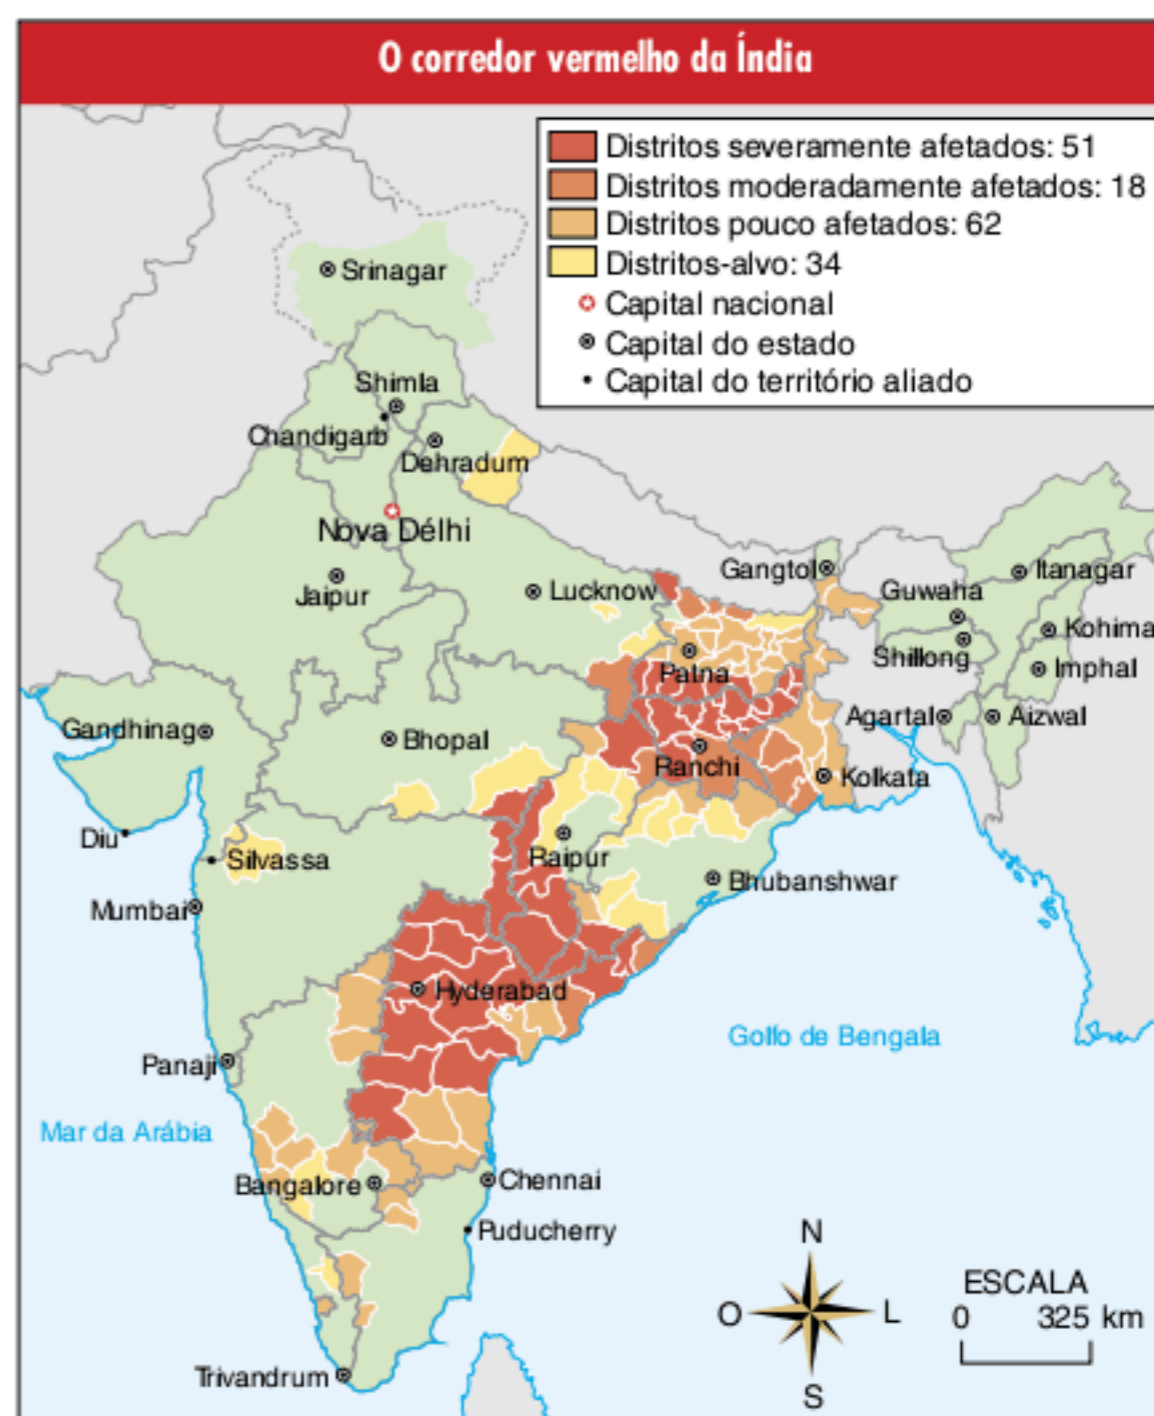 O corredor vermelho da Índia
Distritos severamente afetados: 51
Distritos moderadamente afetados: 18
Distritos pouco afetados: 62
Distritos-alvo: 34
Capital nacional
Capital do estado
Capital do território aliado
Srinagar
Shimla
Chandigarb
Dehradum
Nova Délhi
Jaipur
Lucknow
Gangtol
Itanagar
Guwaha
Kohima
Shillong
Imphal
Patna
Agartal
Aizwal
Gandhinag
Bhopal
Ranchi
Kolkata
Diu
Silvassa
Raipur
Bhubanshwar
Mumbai
Hyderabad
Golfo de Bengala
Panaji
Mar da Arábia
Bangalore
Chennai
Puducherry
N
O
L
S
ESCALA
0 325 km
Trivandrum